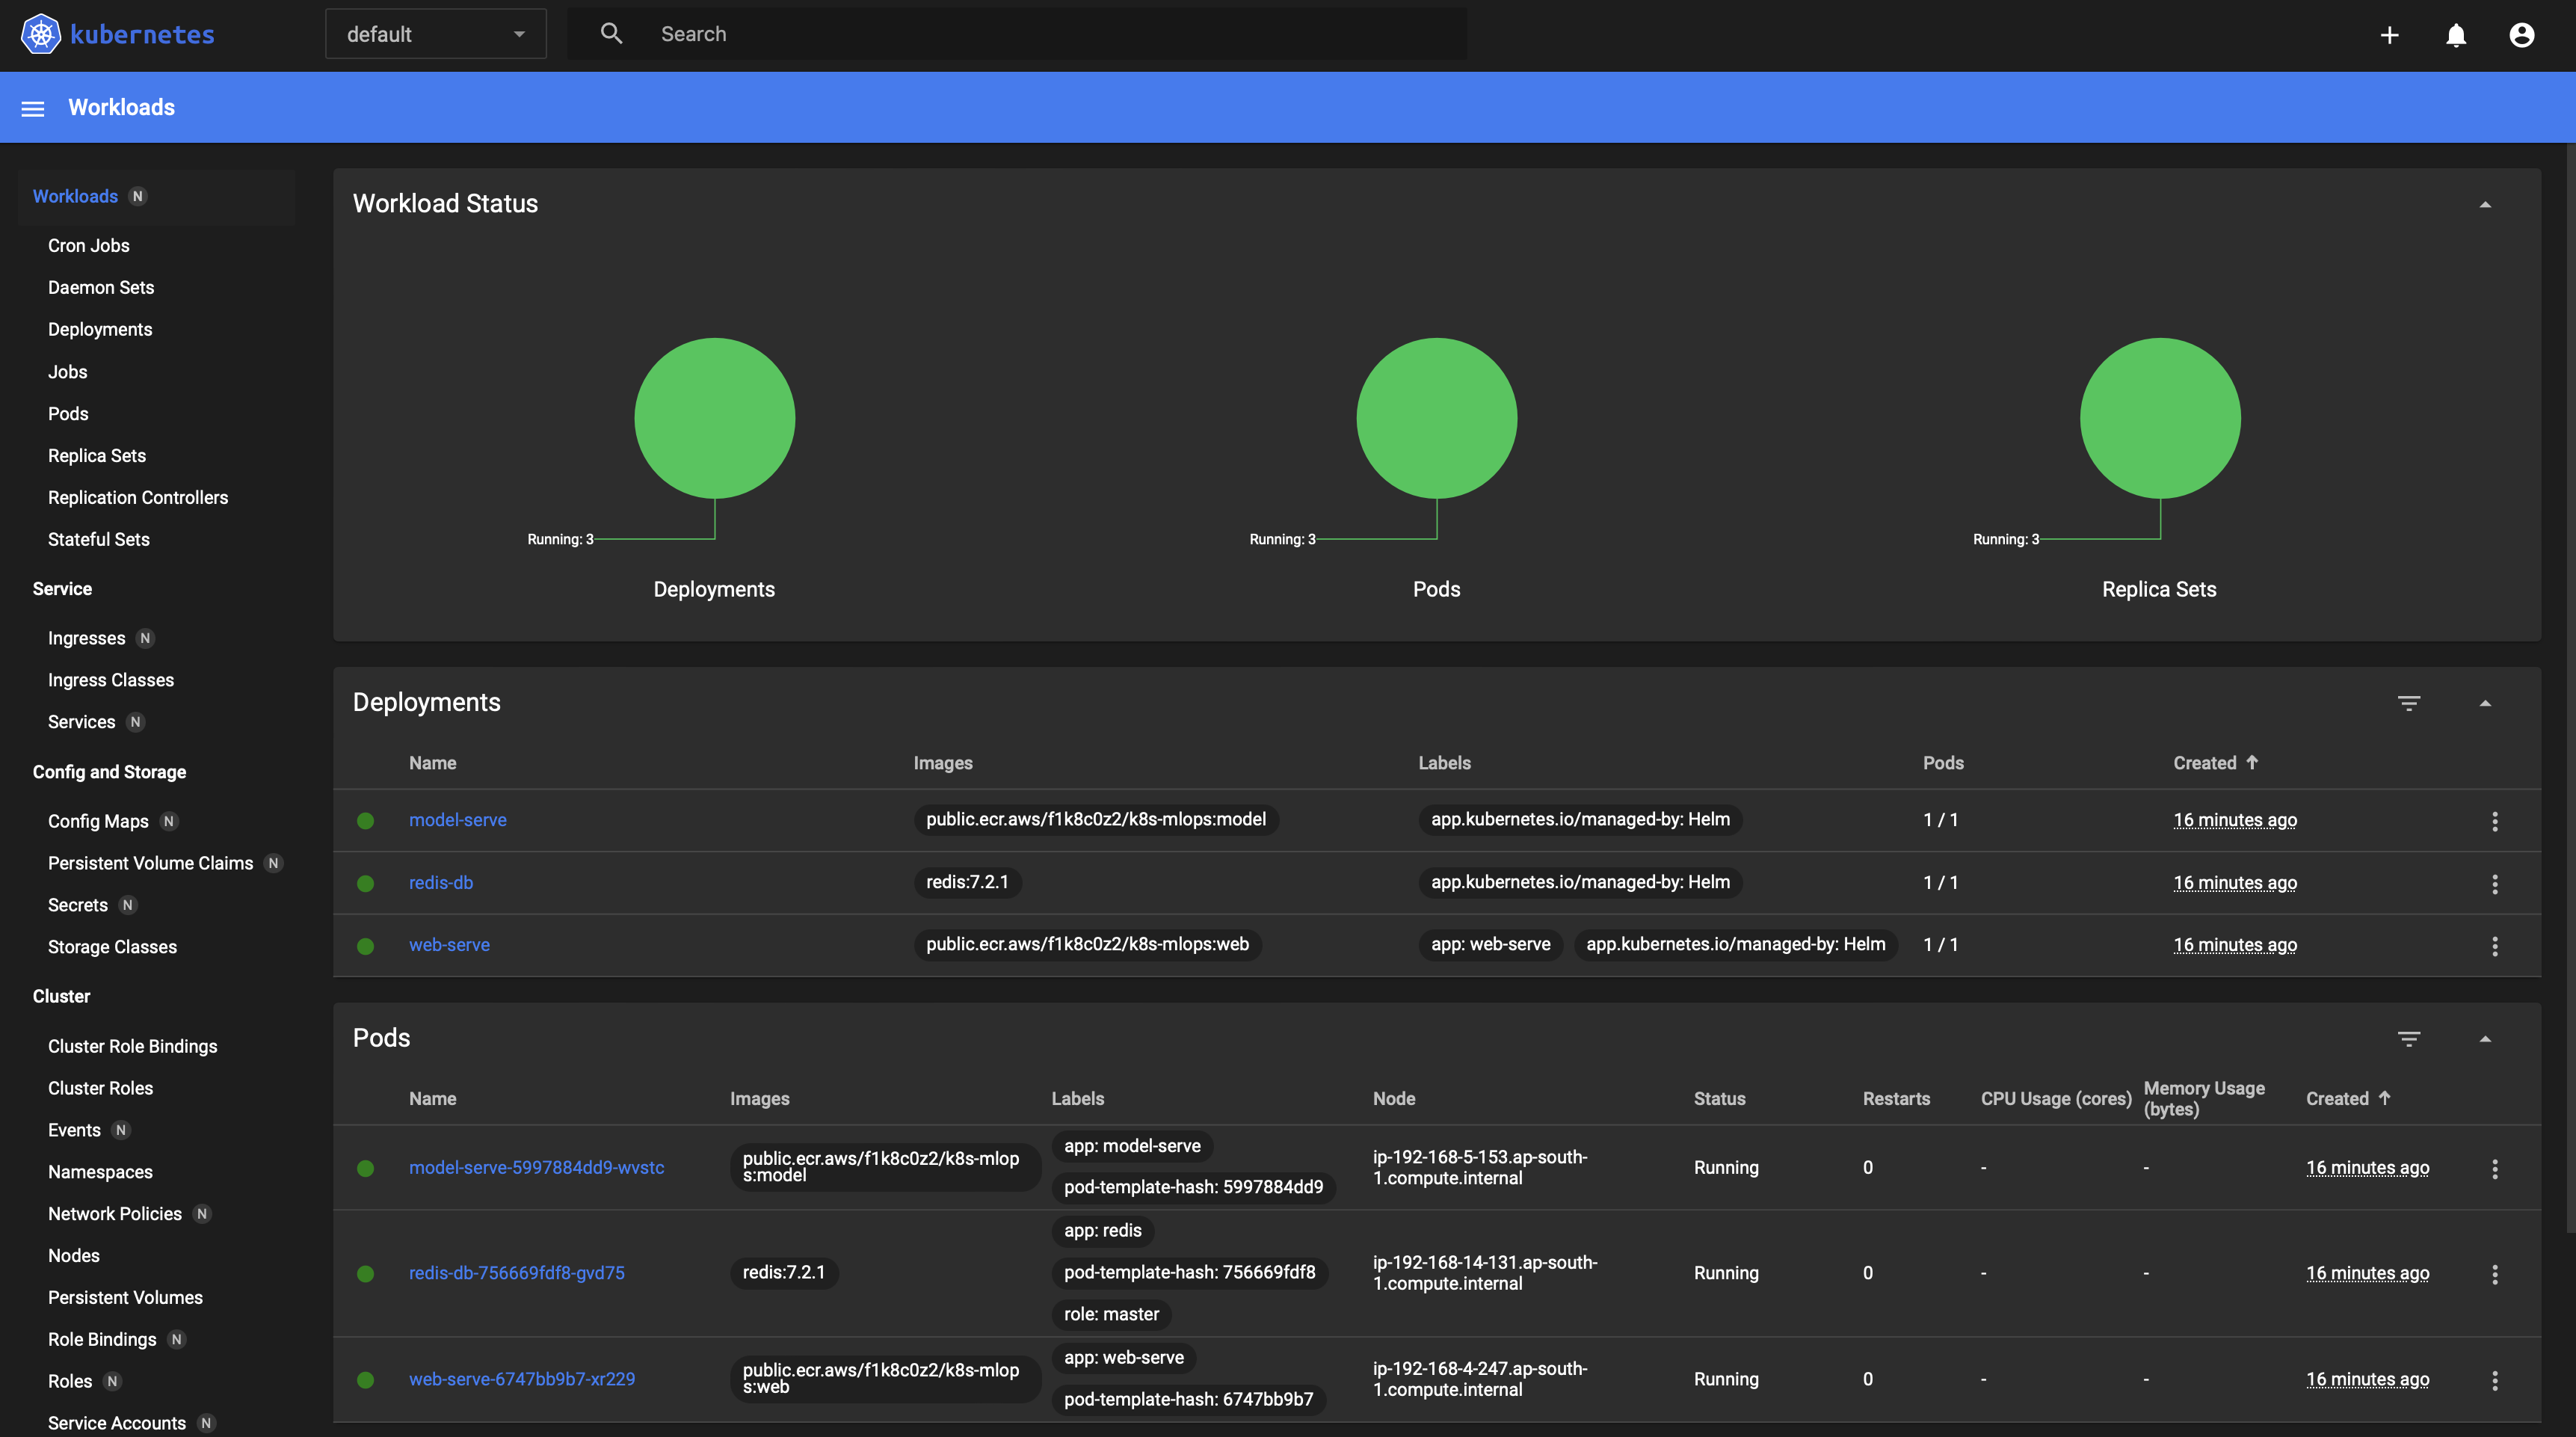 kubernetes
default
Search
Workloads
Workloads N
Cron Jobs
Daemon Sets
Deployments
Jobs
Pods
Replica Sets
Replication Controllers
Stateful Sets
Service
Ingresses N
Ingress Classes
Services N
Config and Storage
Config Maps N
Persistent Volume Claims N
Secrets N
Storage Classes
Cluster
Cluster Role Bindings
Cluster Roles
Events N
Namespaces
Network Policies N
Nodes
Persistent Volumes
Role Bindings N
Roles N
Service Accounts N
Workload Status
Running: 3
Deployments
Running: 3
Pods
Running: 3
Replica Sets
Deployments
Name Images Labels Pods Created
model-serve public.ecr.aws/f1k8c0z2/k8s-mlops:model app.kubernetes.io/managed-by: Helm 1 / 1 16 minutes ago
redis-db redis:7.2.1 app.kubernetes.io/managed-by: Helm 1 / 1 16 minutes ago
web-serve public.ecr.aws/f1k8c0z2/k8s-mlops:web app: web-serve app.kubernetes.io/managed-by: Helm 1 / 1 16 minutes ago
Pods
Name Images Labels Node Status Restarts CPU Usage (cores) Memory Usage
(bytes) Created
model-serve-5997884dd9-wvstc
public.ecr.aws/f1k8c0z2/k8s-mlop
s:model
app: model-serve
pod-template-hash: 5997884dd9
ip-192-168-5-153.ap-south-
1.compute.internal
Running 0 - - 16 minutes ago
redis-db-756669fdf8-gvd75
redis:7.2.1
app: redis
pod-template-hash: 756669fdf8
role: master
ip-192-168-14-131.ap-south-
1.compute.internal
Running 0 - - 16 minutes ago
web-serve-6747bb9b7-xr229
public.ecr.aws/f1k8c0z2/k8s-mlop
s:web
app: web-serve
pod-template-hash: 6747bb9b7
ip-192-168-4-247.ap-south-
1.compute.internal
Running 0 - - 16 minutes ago